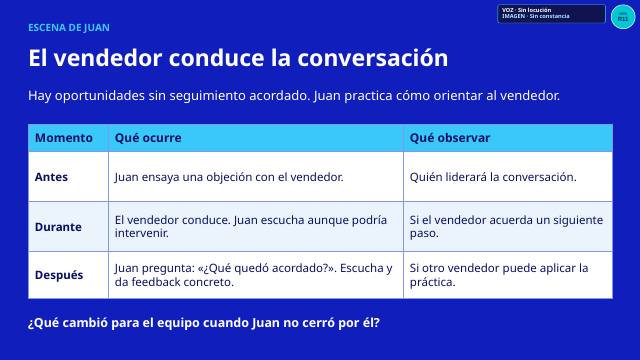 VOZ · Sin locución
IMAGEN · Sin constancia
R11
ESCENA DE JUAN
El vendedor conduce la conversación
Hay oportunidades sin seguimiento acordado. Juan practica cómo orientar al vendedor.
Momento Qué ocurre Qué observar
Antes Juan ensaya una objeción con el vendedor. Quién liderará la conversación.
Durante El vendedor conduce. Juan escucha aunque podría intervenir. Si el vendedor acuerda un siguiente paso.
Después Juan pregunta: «¿Qué quedó acordado?». Escucha y da feedback concreto. Si otro vendedor puede aplicar la práctica.
¿Qué cambió para el equipo cuando Juan no cerró por él?